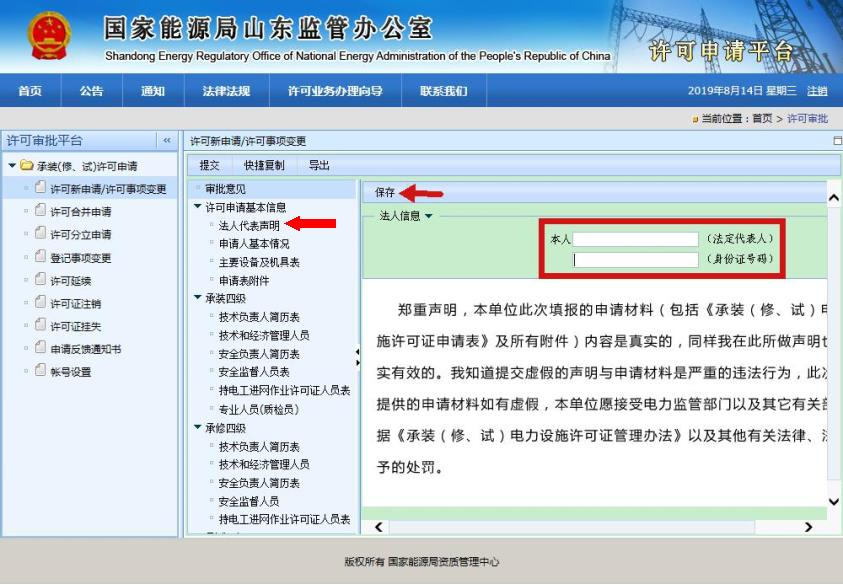 国家能源局山东监管办公室
Shandong Energy Regulatory Office of National Energy Administration of the People's Republic of China
许可申请平台
首页 公告 通知 法律法规 许可业务办理向导 联系我们 2019年8月14日 星期三 注销
当前位置：首页 > 许可审批
许可审批平台 «
承装(修、试)许可申请
许可新申请/许可事项变更
许可合并申请
许可分立申请
登记事项变更
许可延续
许可证注销
许可证挂失
申请反馈通知书
帐号设置
许可新申请/许可事项变更
提交 快捷复制 导出
审批意见
许可申请基本信息
法人代表声明
申请人基本情况
主要设备及机具表
申请表附件
承装四级
技术负责人简历表
技术和经济管理人员
安全负责人简历表
安全监督人员表
持电工进网作业许可证人员表
专业人员(质检员)
承修四级
技术负责人简历表
技术和经济管理人员
安全负责人简历表
安全监督人员
持电工进网作业许可证人员表
保存
法人信息
本人 （法定代表人）
（身份证号码）
郑重声明，本单位此次填报的申请材料（包括《承装（修、试）电
施许可证申请表》及所有附件）内容是真实的，同样我在此所做声明也
实有效的。我知道提交虚假的声明与申请材料是严重的违法行为，此次
提供的申请材料如有虚假，本单位愿接受电力监管部门以及其它有关部
据《承装（修、试）电力设施许可证管理办法》以及其他有关法律、法
予的处罚。
版权所有 国家能源局资质管理中心